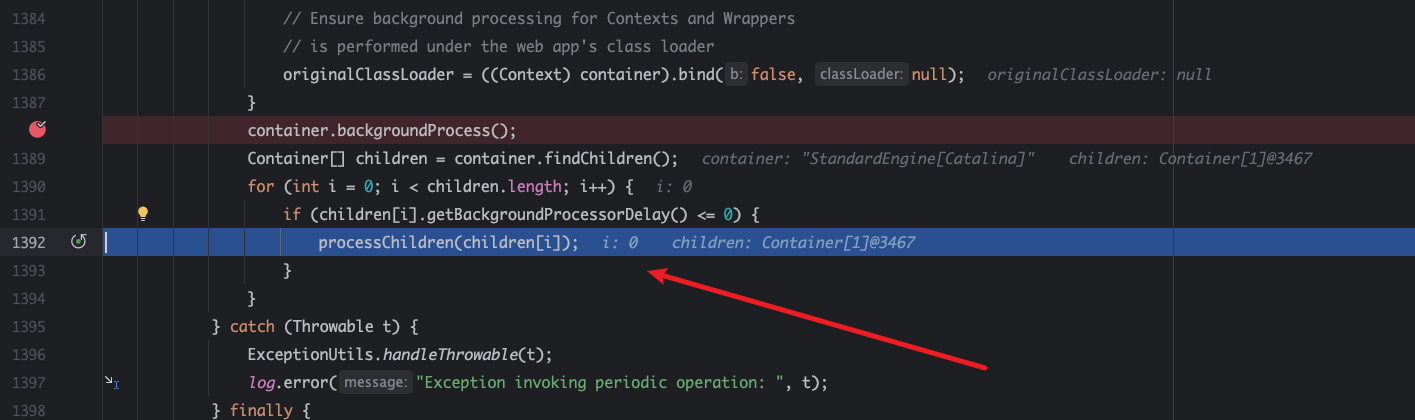 1384 // Ensure background processing for Contexts and Wrappers
1385 // is performed under the web app's class loader
1386 originalClassLoader = ((Context) container).bind( b: false, classLoader: null); originalClassLoader: null
1387 }
container.backgroundProcess();
1389 Container[] children = container.findChildren(); container: "StandardEngine[Catalina]" children: Container[1]@3467
1390 for (int i = 0; i < children.length; i++) { i: 0
1391 if (children[i].getBackgroundProcessorDelay() <= 0) {
1392 processChildren(children[i]); i: 0 children: Container[1]@3467
1393 }
1394 }
1395 } catch (Throwable t) {
1396 ExceptionUtils.handleThrowable(t);
1397 log.error( message: "Exception invoking periodic operation: ", t);
1398 } finally {